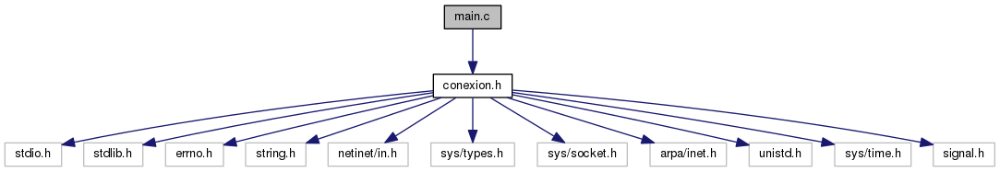 main.c
conexion.h
stdio.h
stdlib.h
errno.h
string.h
netinet/in.h
sys/types.h
sys/socket.h
arpa/inet.h
unistd.h
sys/time.h
signal.h